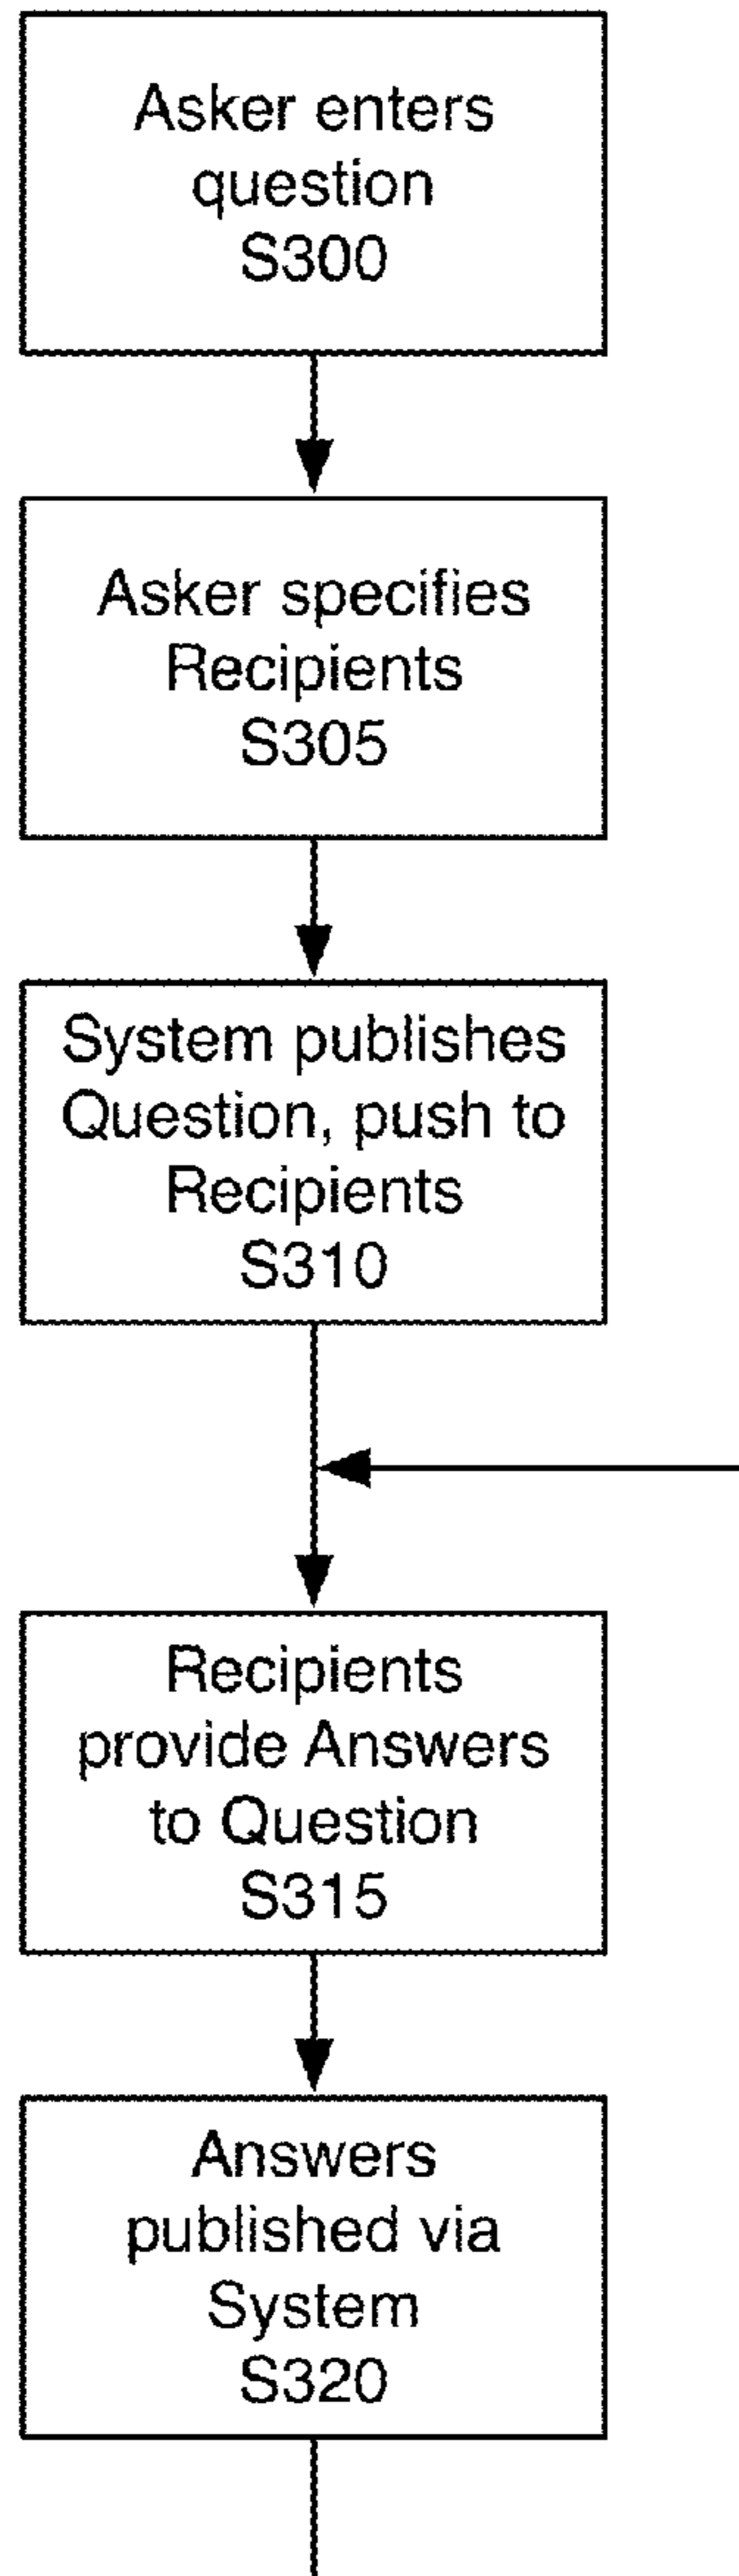 Asker enters
question
S300
Asker specifies
Recipients
S305
System publishes
Question, push to
Recipients
S310
Recipients
provide Answers
to Question
S315
Answers
published via
System
S320